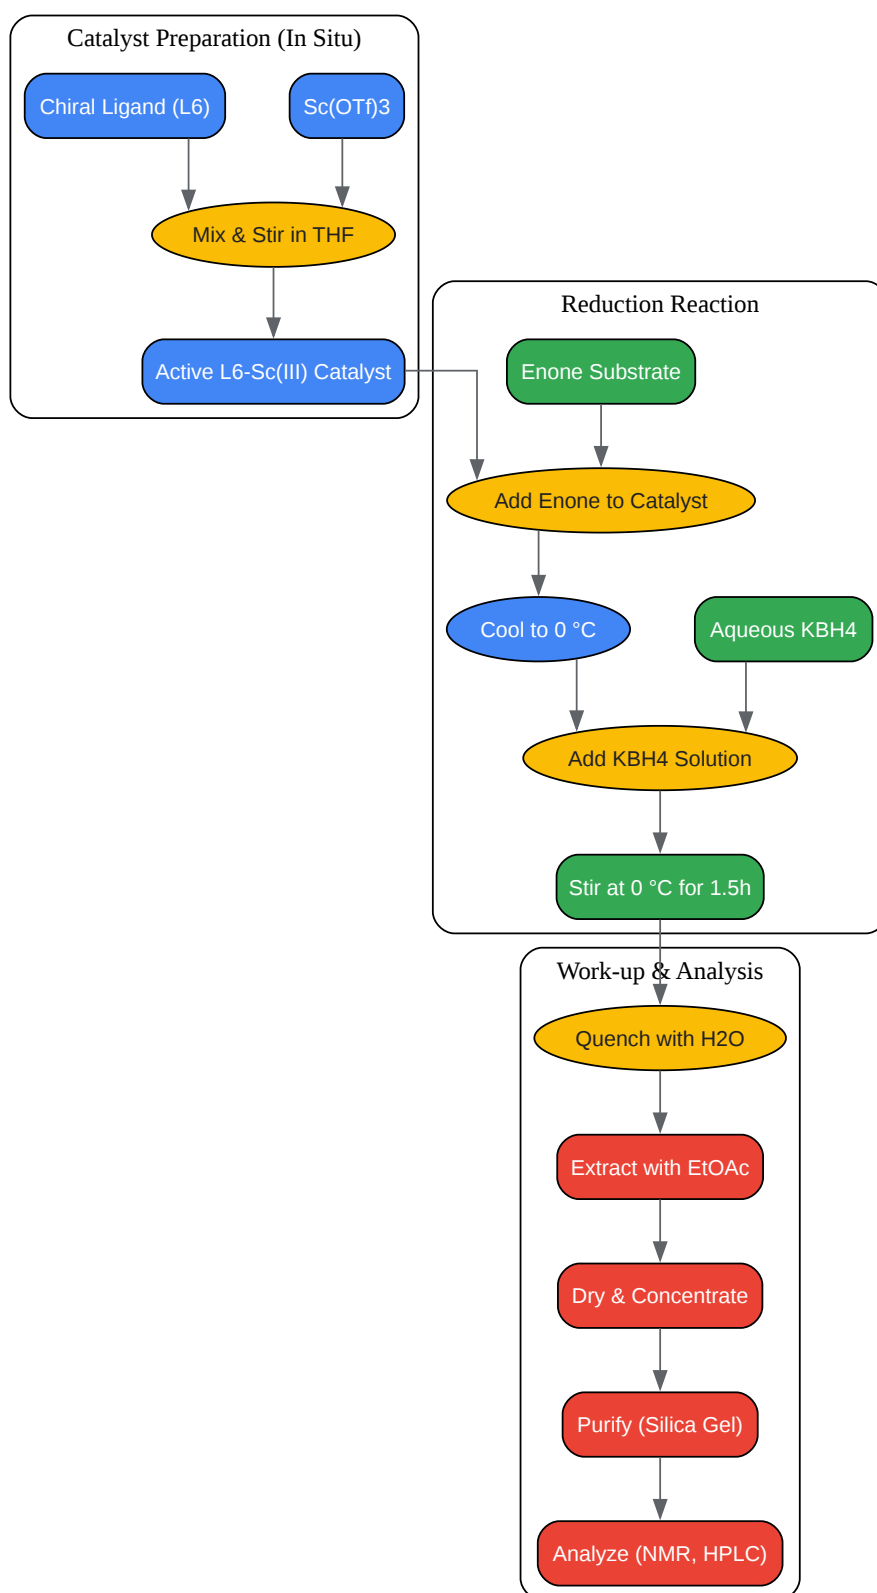 Catalyst Preparation (In Situ)
Chiral Ligand (L6)
Sc(OTf)3
Mix & Stir in THF
Active L6-Sc(III) Catalyst
Reduction Reaction
Enone Substrate
Add Enone to Catalyst
Cool to 0 °C
Aqueous KBH4
Add KBH4 Solution
Stir at 0 °C for 1.5h
Work-up & Analysis
Quench with H2O
Extract with EtOAc
Dry & Concentrate
Purify (Silica Gel)
Analyze (NMR, HPLC)